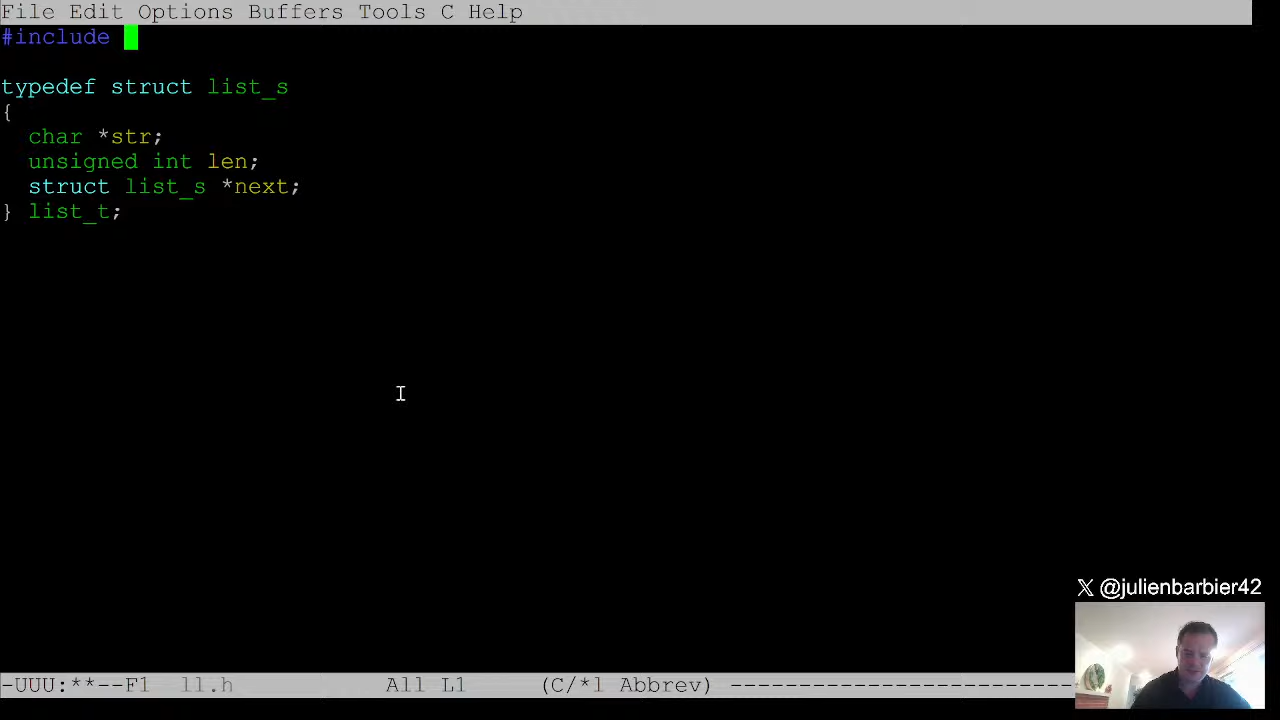 File Edit Options Buffers Tools C Help
#include
typedef struct list_s
{
char *str;
unsigned int len;
struct list_s *next;
} list_t;
X @julienbarbier42
-UUU:**--F1 ll.h All L1 (C/*l Abbrev) -------------------------